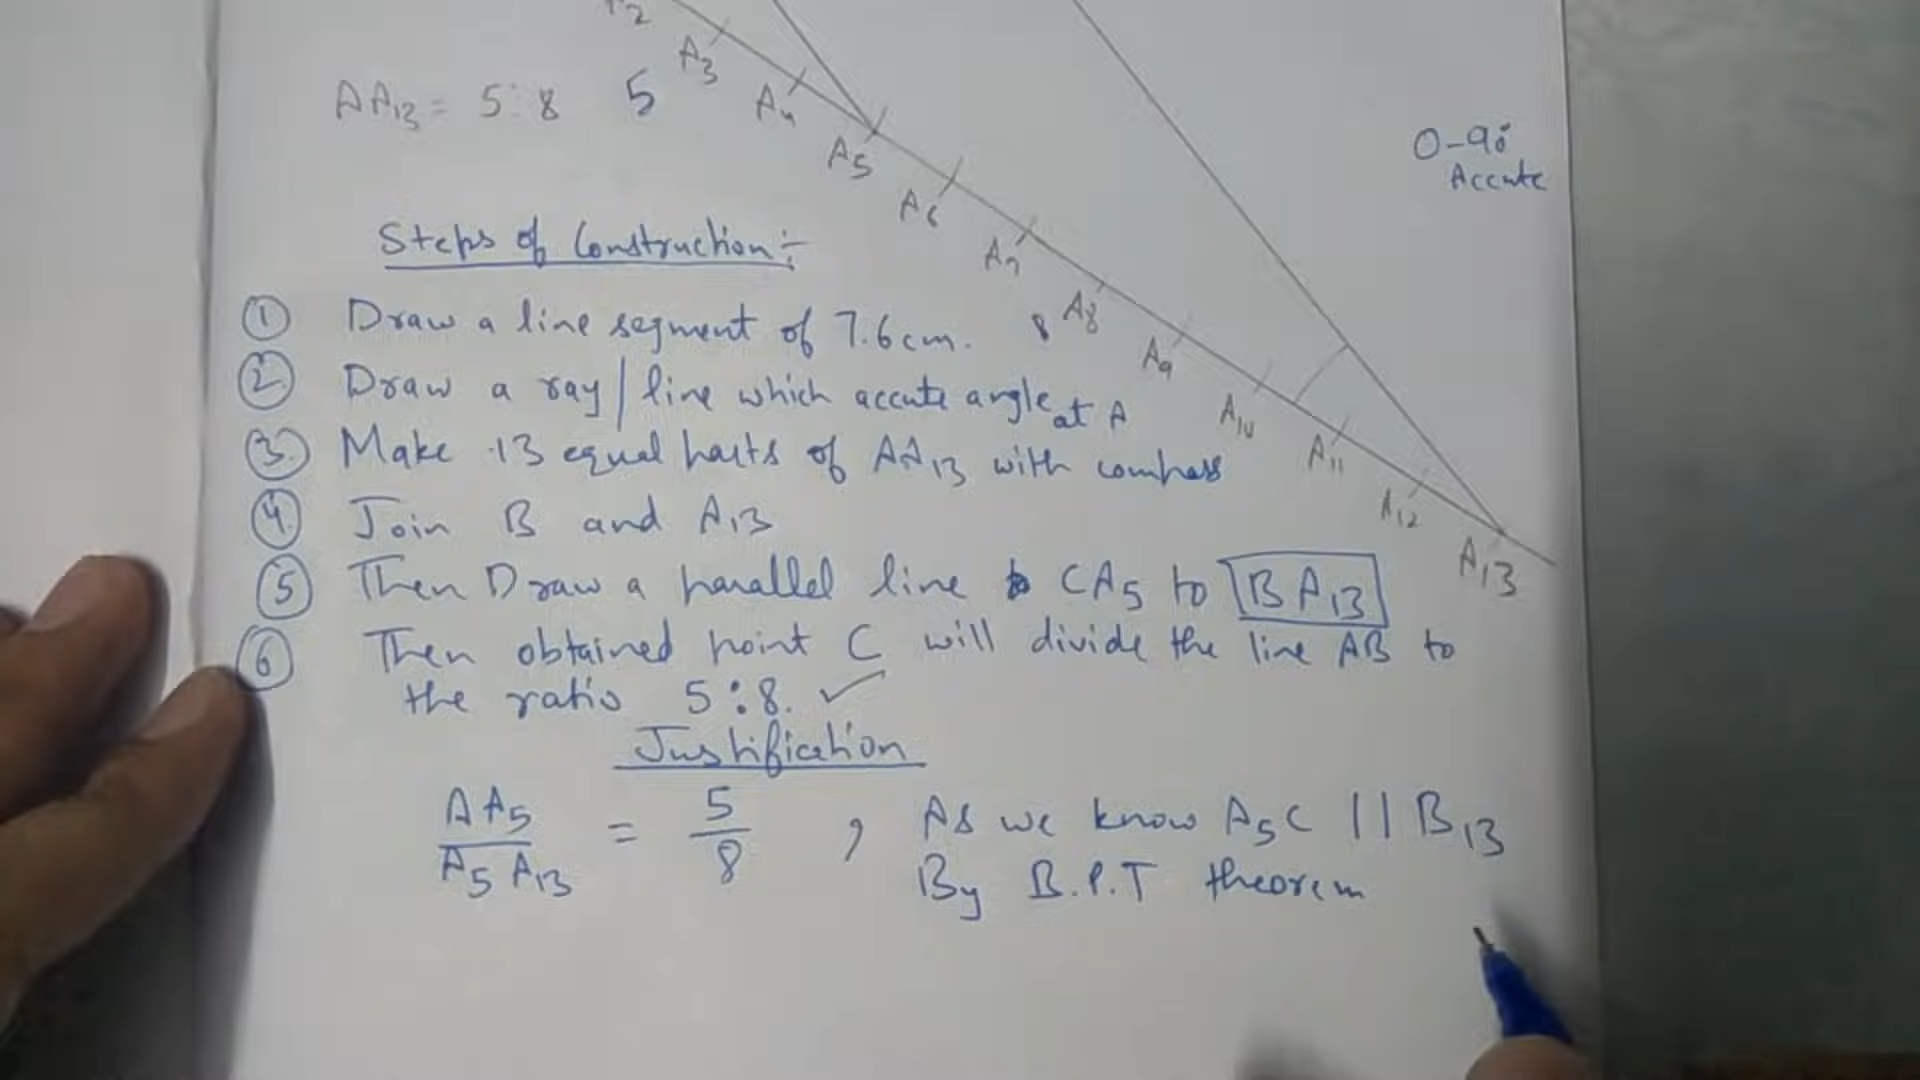 A2
A3
AA13 = 5:8 5
A4
A5
0-90°
Accute
A6
Steps of Construction:-
A7
① Draw a line segment of 7.6cm.
8 A8
A9
② Draw a ray/line which accute angle at A
A10
③ Make 13 equal parts of AA13 with compass
A11
④ Join B and A13
A12
A13
⑤ Then Draw a parallel line CA5 to BA13
⑥ Then obtained point C will divide the line AB to
the ratio 5:8. ✓
Justification
AA5/A5A13 = 5/8 , As we know A5C || B13
By B.P.T theorem